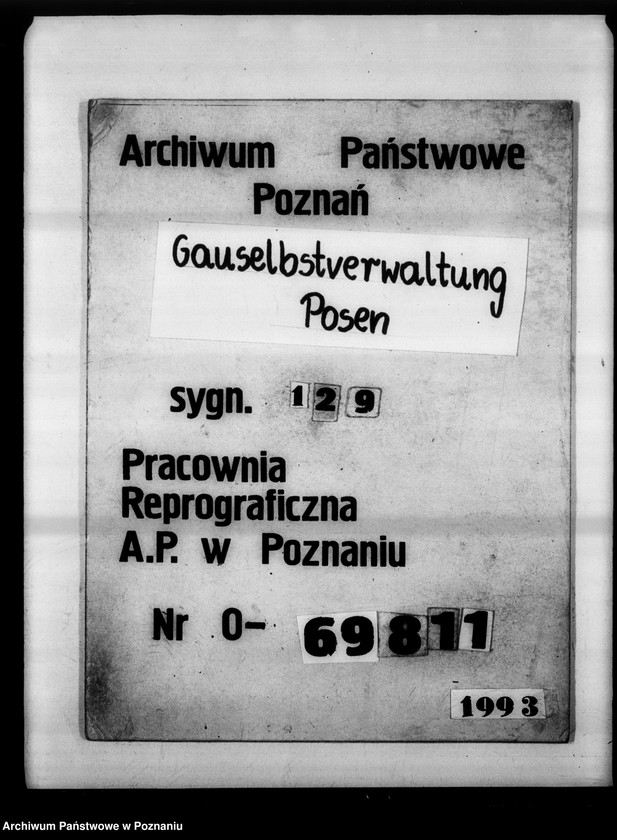 Archiwum Państwowe
Poznań
Gauselbstverwaltung
Posen
sygn. 129
Pracownia
Reprograficzna
A.P. w Poznaniu
Nr 0- 69811
1993
Archiwum Państwowe w Poznaniu